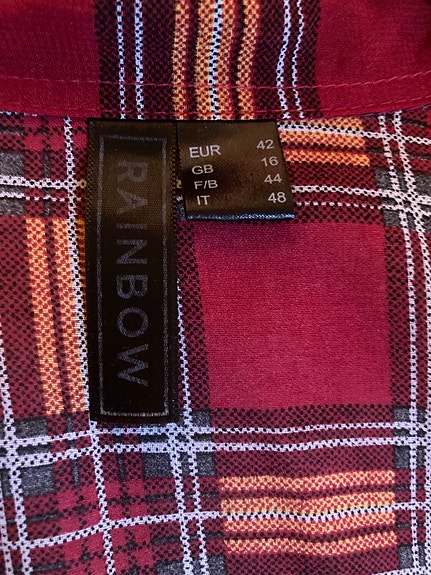 RAINBOW
EUR 42
GB 16
F/B 44
IT 48